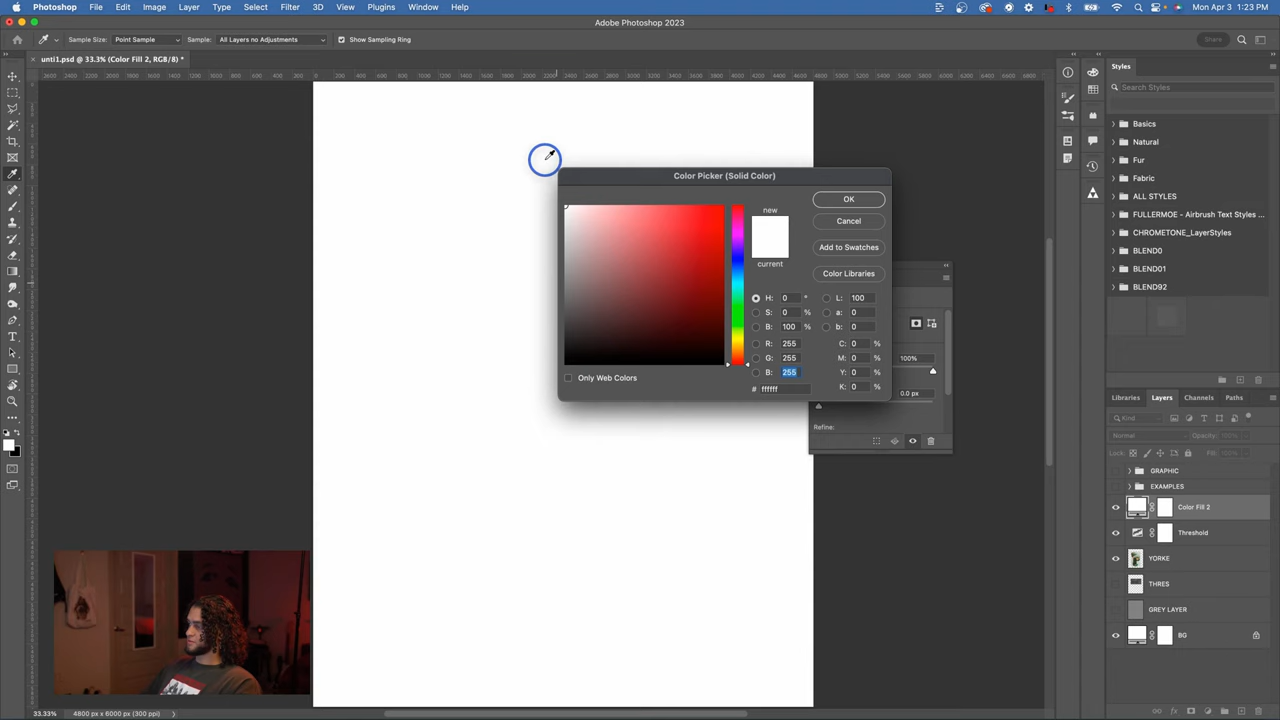 Photoshop File Edit Image Layer Type Select Filter 3D View Plugins Window Help Mon Apr 3 1:23 PM
Adobe Photoshop 2023
Sample Size: Point Sample Sample: All Layers no Adjustments Show Sampling Ring Share
unti1.psd @ 33.3% (Color Fill 2, RGB/8) *
Styles
Search Styles
Basics
Natural
Fur
Fabric
ALL STYLES
FULLERMOE - Airbrush Text Styles ...
CHROMETONE_LayerStyles
BLEND0
BLEND01
BLEND92
Color Picker (Solid Color)
new
current
OK
Cancel
Add to Swatches
Color Libraries
H: 0 ° L: 100
S: 0 % a: 0
B: 100 % b: 0
R: 255 C: 0 %
G: 255 M: 0 %
B: 255 Y: 0 %
# ffffff K: 0 %
Only Web Colors
100%
0.0 px
Refine:
Libraries Layers Channels Paths
Kind
Normal Opacity: 100%
Lock: Fill: 100%
GRAPHIC
EXAMPLES
Color Fill 2
Threshold
YORKE
THRES
GREY LAYER
BG
33.33% 4800 px x 6000 px (300 ppi)